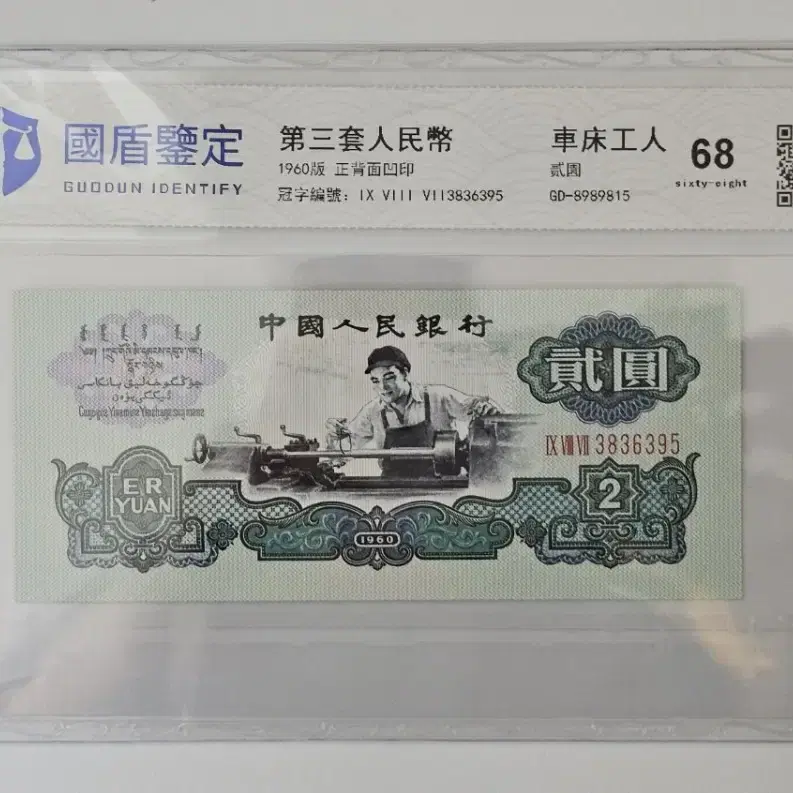 國盾鑒定
GUODUN IDENTIFY
第三套人民幣
1960版 正背面凹印
冠字編號: IX VIII VII3836395
車床工人
貳圓
GD-8989815
68
sixty-eight
中國人民銀行
貳圓
IX VIII VII 3836395
ER
YUAN
1960
2